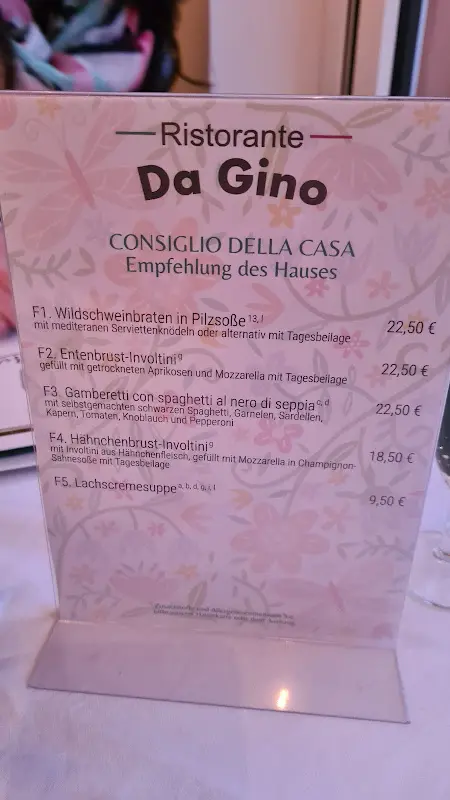 Ristorante
Da Gino
CONSIGLIO DELLA CASA
Empfehlung des Hauses
F1. Wildschweinbraten in Pilzsoße 13, l 22,50 €
mit mediteranen Serviettenknödeln oder alternativ mit Tagesbeilage
F2. Entenbrust-Involtini g 22,50 €
gefüllt mit getrockneten Aprikosen und Mozzarella mit Tagesbeilage
F3. Gamberetti con spaghetti al nero di seppia c, d 22,50 €
mit selbstgemachten schwarzen Spaghetti, Garnelen, Sardellen,
Kapern, Tomaten, Knoblauch und Pepperoni
F4. Hähnchenbrust-Involtini g 18,50 €
mit Involtini aus Hähnchenfleisch, gefüllt mit Mozzarella in Champignon-
Sahnesoße mit Tagesbeilage
F5. Lachscremesuppe 9,50 €